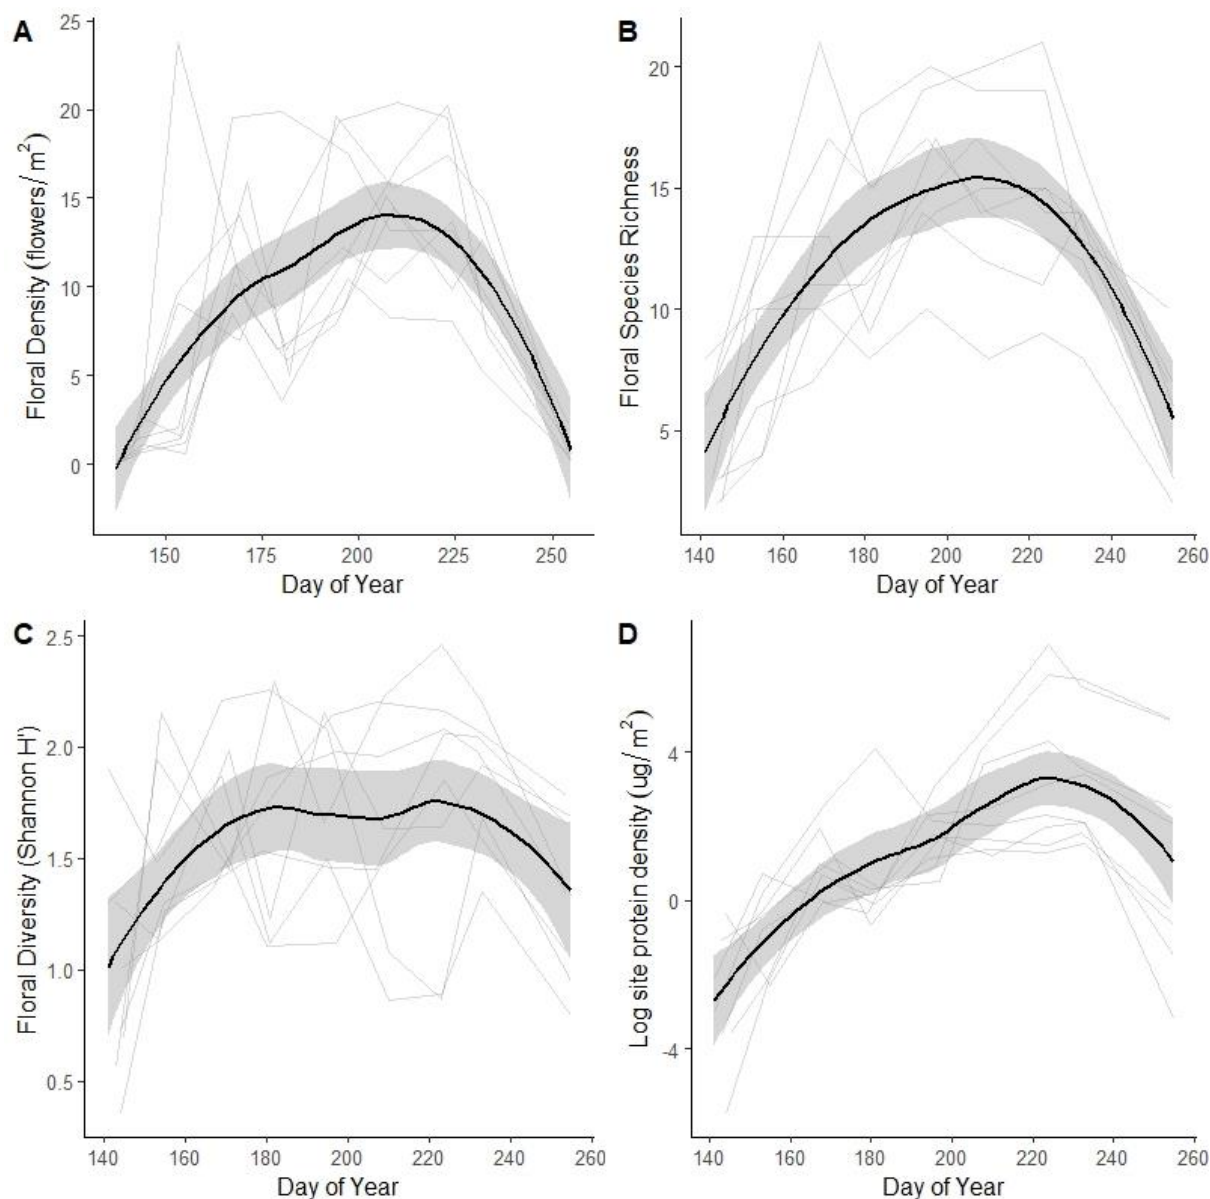 A
Floral Density (flowers/ m²)
25
20
15
10
5
0
150 175 200 225 250
Day of Year
B
Floral Species Richness
20
15
10
5
140 160 180 200 220 240 260
Day of Year
C
Floral Diversity (Shannon H')
2.5
2.0
1.5
1.0
0.5
140 160 180 200 220 240 260
Day of Year
D
Log site protein density (ug/ m²)
4
0
-4
140 160 180 200 220 240 260
Day of Year